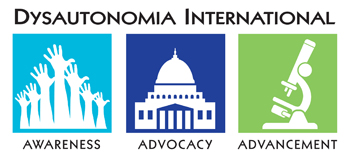 DYSAUTONOMIA INTERNATIONAL
AWARENESS ADVOCACY ADVANCEMENT